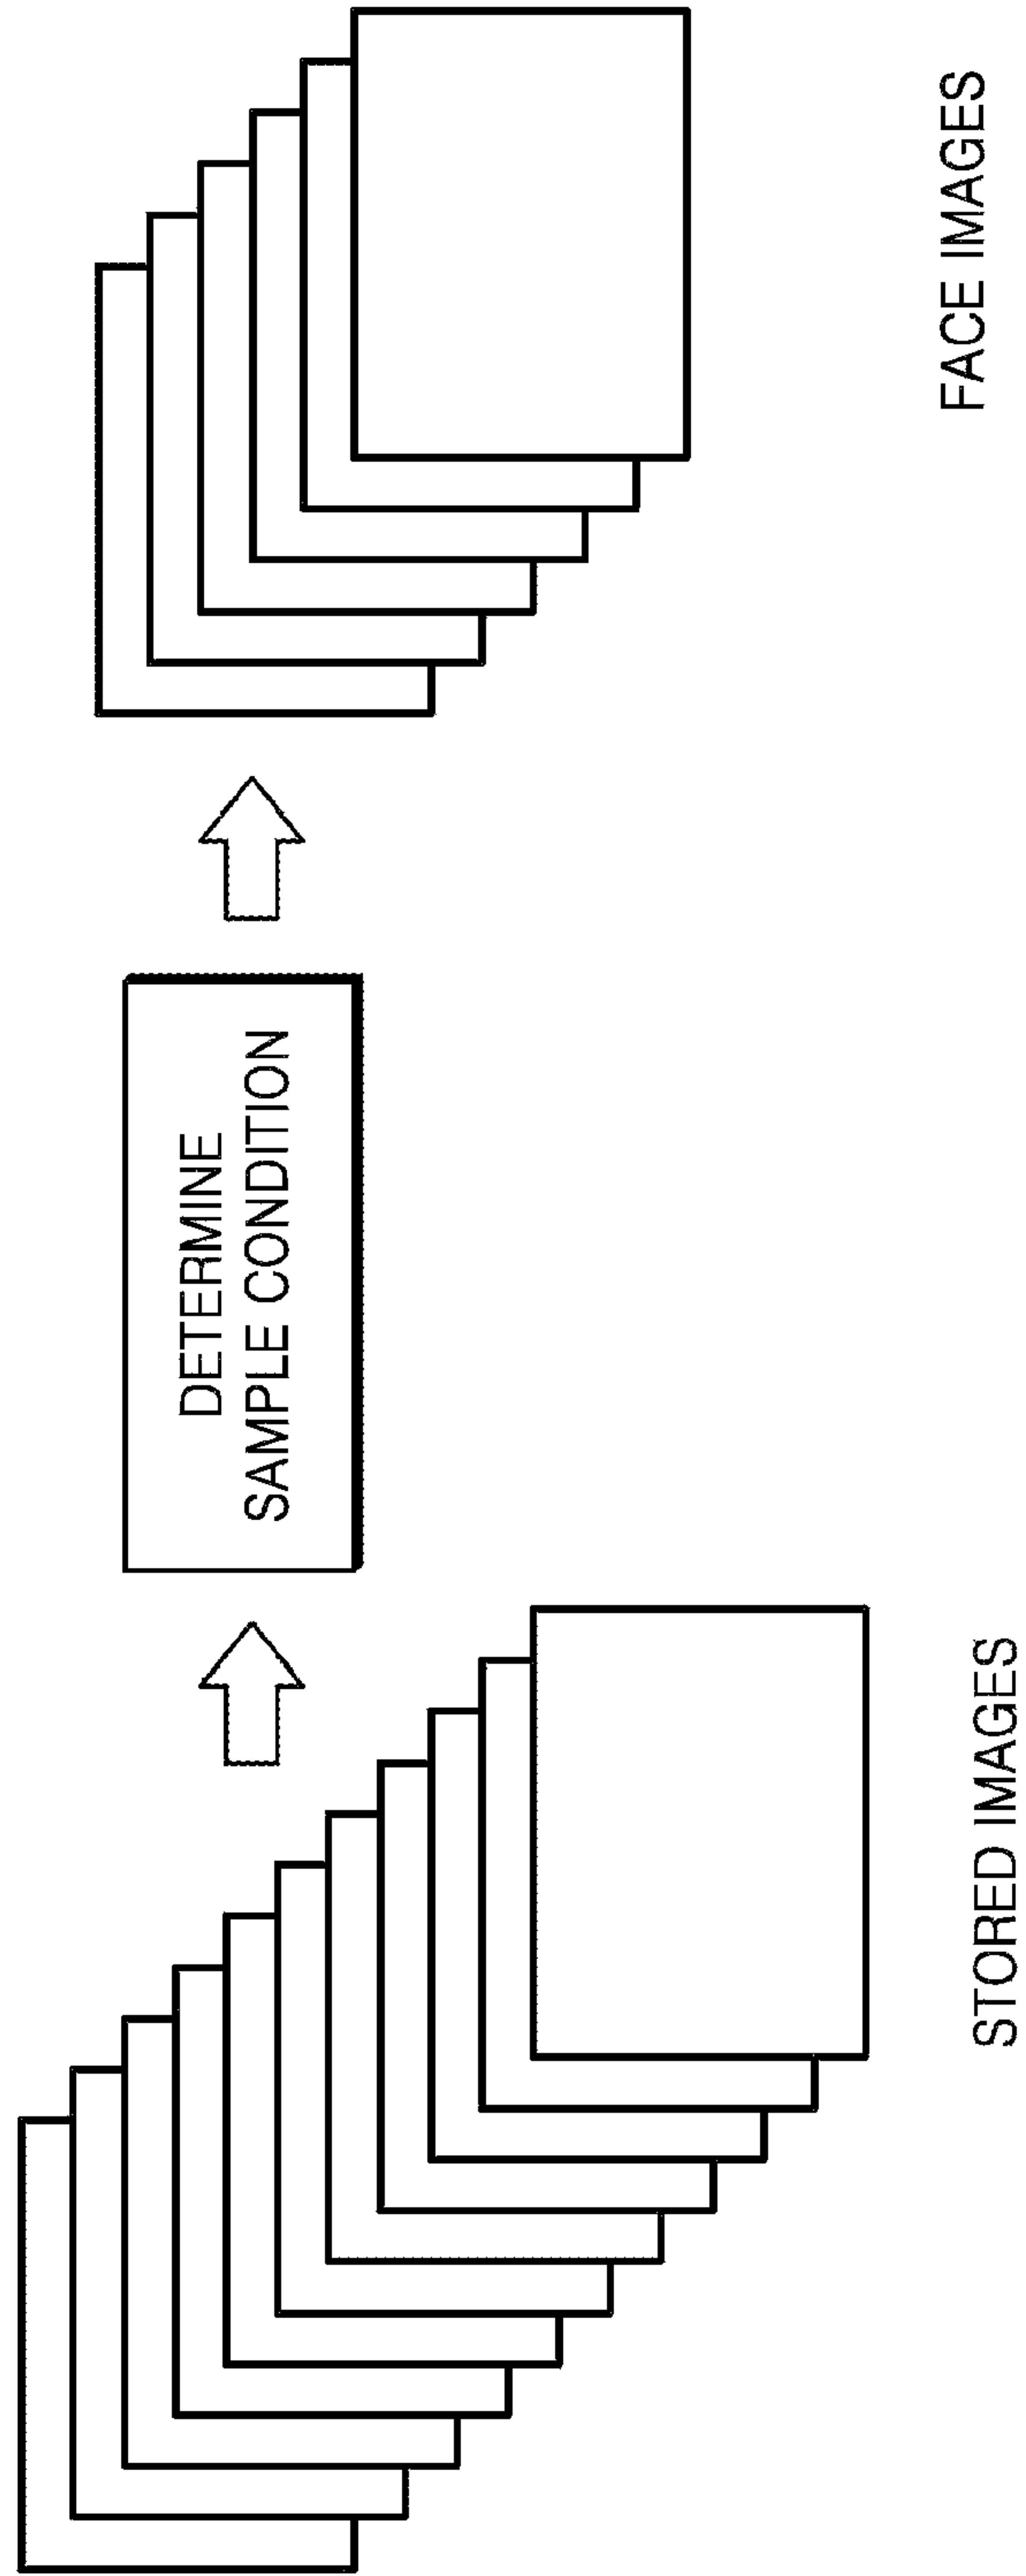 STORED IMAGES
DETERMINE
SAMPLE CONDITION
FACE IMAGES